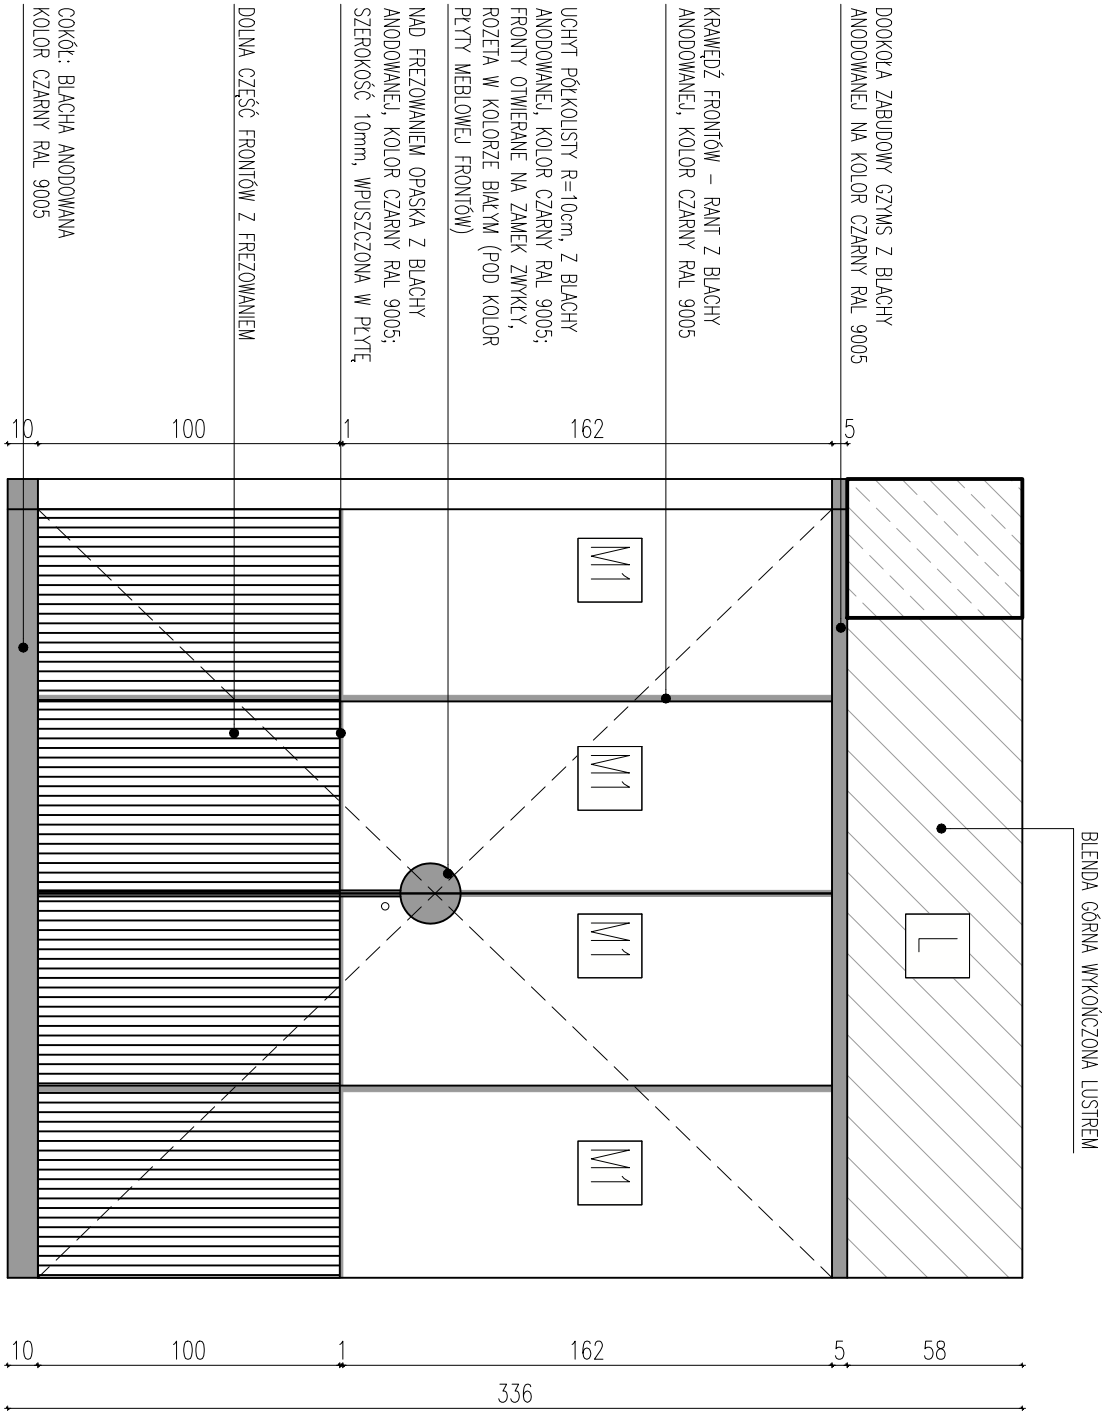 DOOKOŁA ZABUDOWY GZYMS Z BLACHY
ANODOWANEJ NA KOLOR CZARNY RAL 9005
KRAWĘDŹ FRONTÓW – RANT Z BLACHY
ANODOWANEJ, KOLOR CZARNY RAL 9005
UCHYT PÓŁKOLISTY R=10cm, Z BLACHY
ANODOWANEJ, KOLOR CZARNY RAL 9005;
FRONTY OTWIERANE NA ZAMEK ZWYKŁY,
ROZETA W KOLORZE BIAŁYM (POD KOLOR
PŁYTY MEBLOWEJ FRONTÓW)
NAD FREZOWANIEM OPASKA Z BLACHY
ANODOWANEJ, KOLOR CZARNY RAL 9005;
SZEROKOŚĆ 10mm, WPUSZCZONA W PŁYTĘ
DOLNA CZĘŚĆ FRONTÓW Z FREZOWANIEM
COKÓŁ: BLACHA ANODOWANA
KOLOR CZARNY RAL 9005
BLENDA GÓRNA WYKOŃCZONA LUSTREM
10
100
1
162
5
M1
M1
M1
M1
L
10
100
1
162
5
58
336